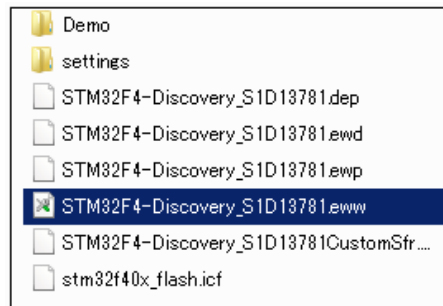 Demo
settings
STM32F4-Discovery_S1D13781.dep
STM32F4-Discovery_S1D13781.ewd
STM32F4-Discovery_S1D13781.ewp
STM32F4-Discovery_S1D13781.eww
STM32F4-Discovery_S1D13781CustomSfr....
stm32f40x_flash.icf